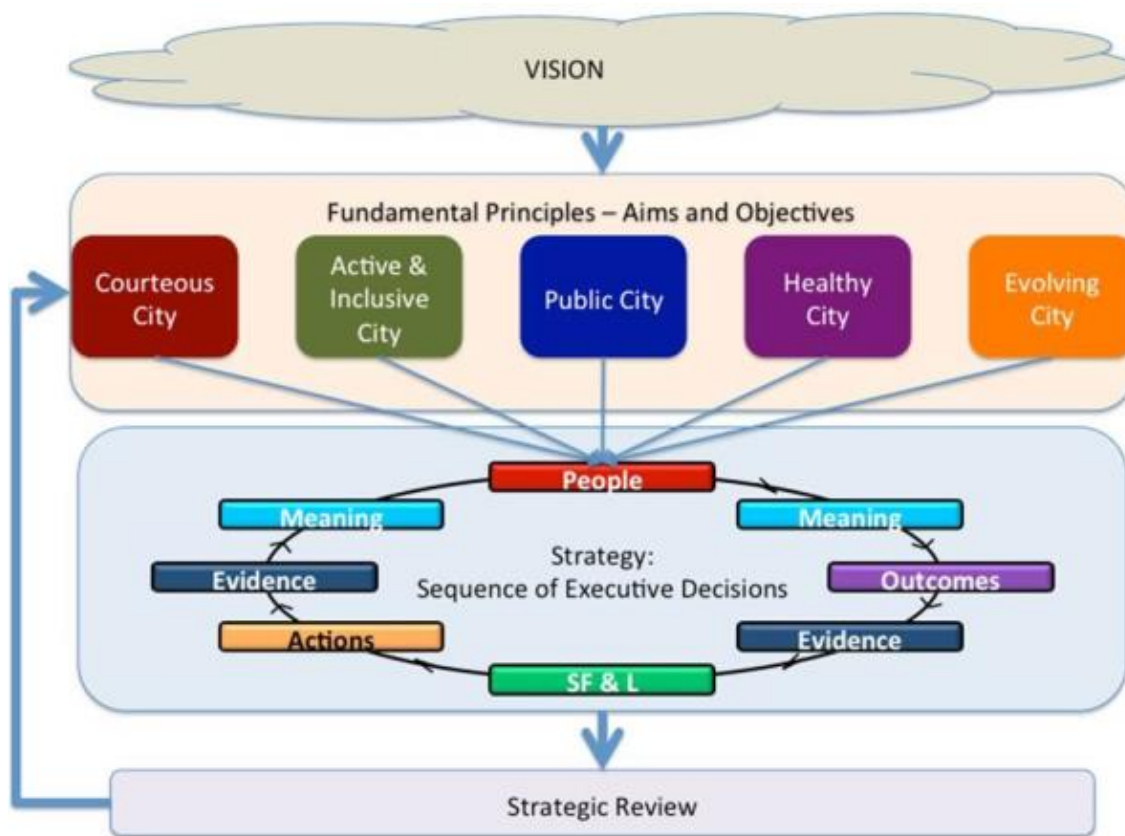 VISION
Fundamental Principles – Aims and Objectives
Courteous
City
Active &
Inclusive
City
Public City
Healthy
City
Evolving
City
People
Meaning
Meaning
Strategy:
Sequence of Executive Decisions
Evidence
Outcomes
Actions
Evidence
SF & L
Strategic Review